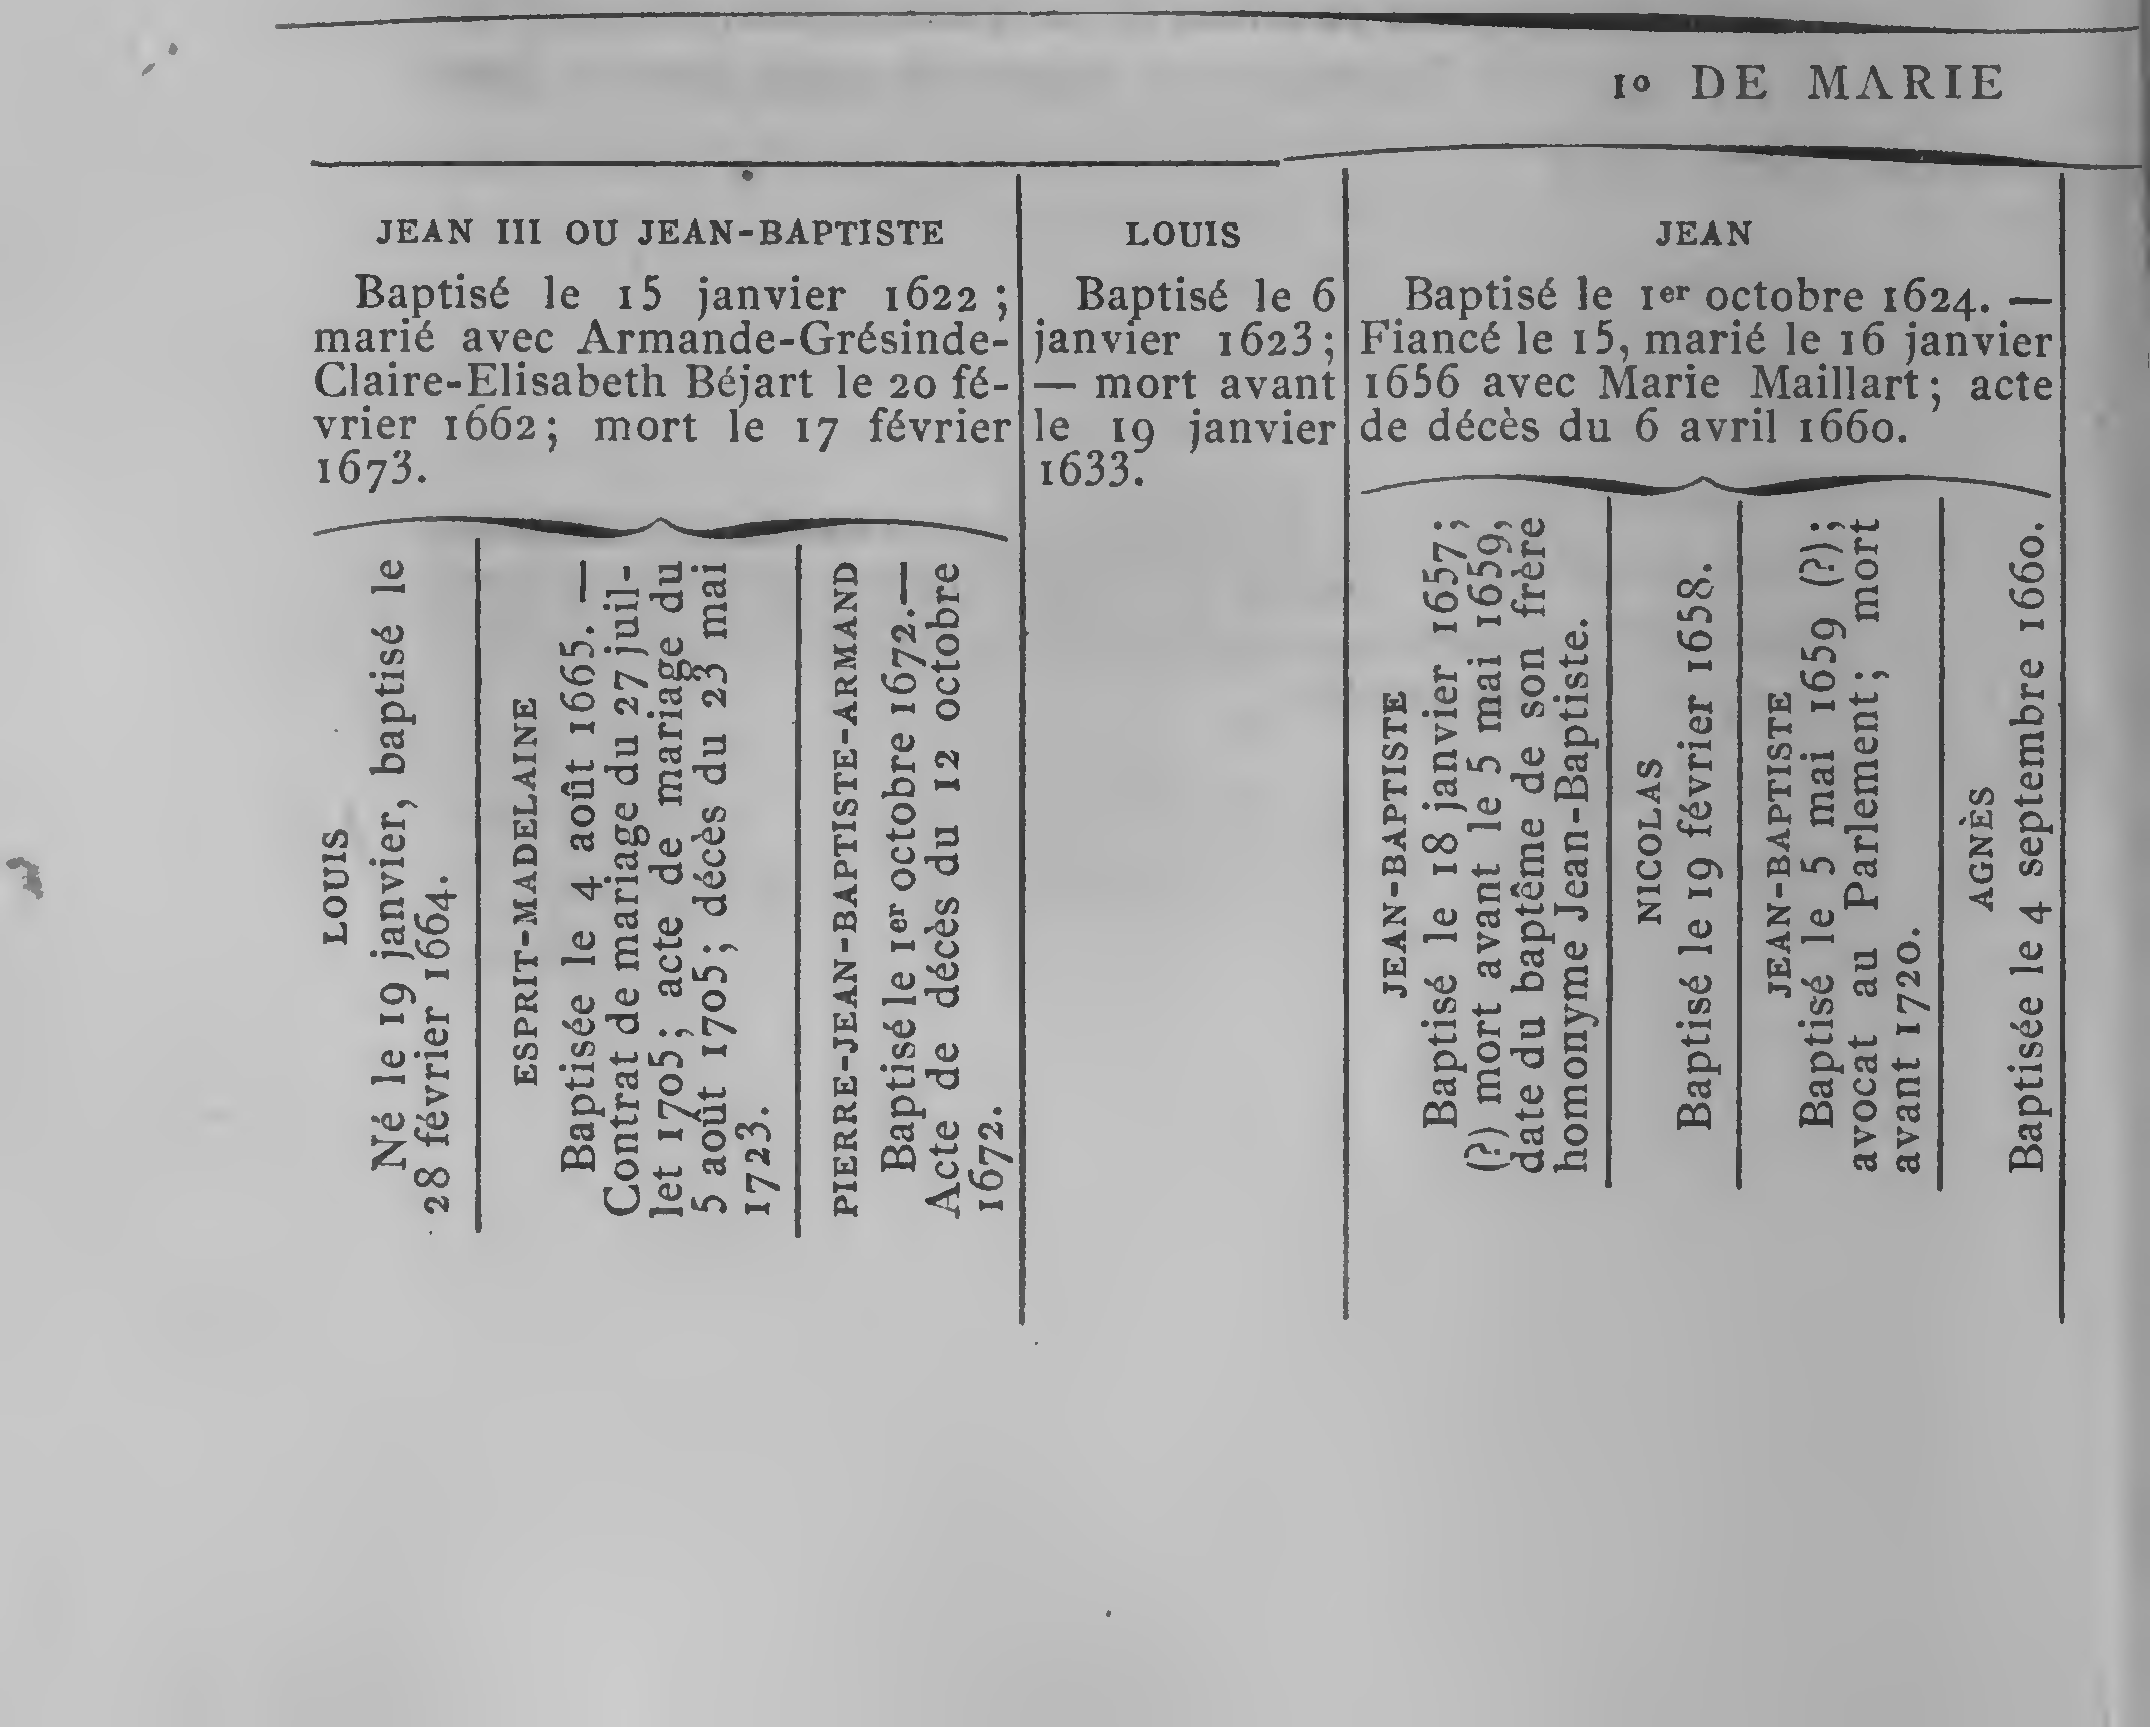 1º DE MARIE
JEAN III OU JEAN-BAPTISTE
Baptisé le 15 janvier 1622 ;
marié avec Armande-Grésinde-
Claire-Elisabeth Béjart le 20 fé-
vrier 1662; mort le 17 février
1673.
LOUIS
Né le 19 janvier, baptisé le
28 février 1664.
ESPRIT-MADELAINE
Baptisée le 4 août 1665. —
Contrat de mariage du 27 juil-
let 1705; acte de mariage du
5 août 1705; décès du 23 mai
1723.
PIERRE-JEAN-BAPTISTE-ARMAND
Baptisé le 1er octobre 1672.—
Acte de décès du 12 octobre
1672.
LOUIS
Baptisé le 6
janvier 1623;
— mort avant
le 19 janvier
1633.
JEAN
Baptisé le 1er octobre 1624. —
Fiancé le 15, marié le 16 janvier
1656 avec Marie Maillart; acte
de décès du 6 avril 1660.
JEAN-BAPTISTE
Baptisé le 18 janvier 1657;
(?) mort avant le 5 mai 1659,
date du baptême de son frère
homonyme Jean-Baptiste.
NICOLAS
Baptisé le 19 février 1658.
JEAN-BAPTISTE
Baptisé le 5 mai 1659 (?);
avocat au Parlement; mort
avant 1720.
AGNÈS
Baptisée le 4 septembre 1660.